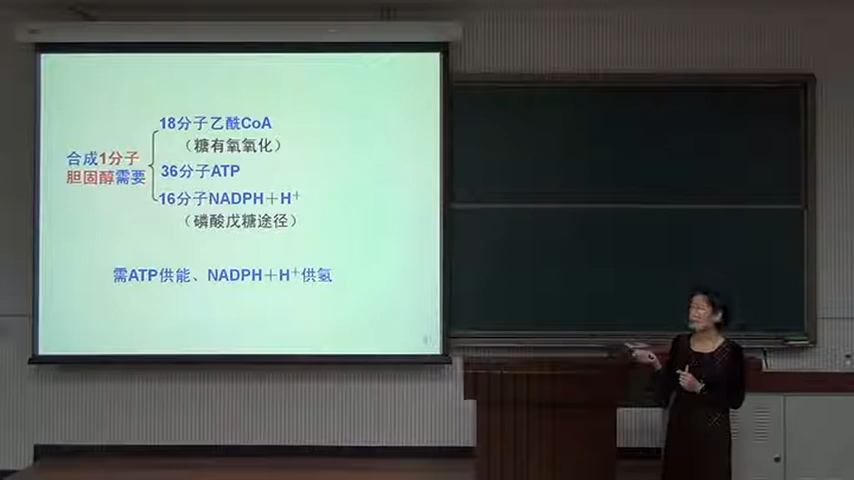 18分子乙酰CoA
（糖有氧氧化）
合成1分子
胆固醇需要
36分子ATP
16分子NADPH＋H⁺
（磷酸戊糖途径）
需ATP供能、NADPH＋H⁺供氢